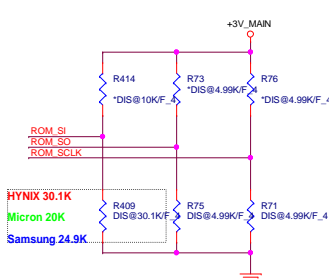 +3V_MAIN
R414
*DIS@10K/F_4
R73
*DIS@4.99K/F_4
R76
*DIS@4.99K/F_4
ROM_SI
ROM_SO
ROM_SCLK
HYNIX 30.1K
Micron 20K
Samsung 24.9K
R409
DIS@30.1K/F_4
R75
DIS@4.99K/F_4
R71
DIS@4.99K/F_4